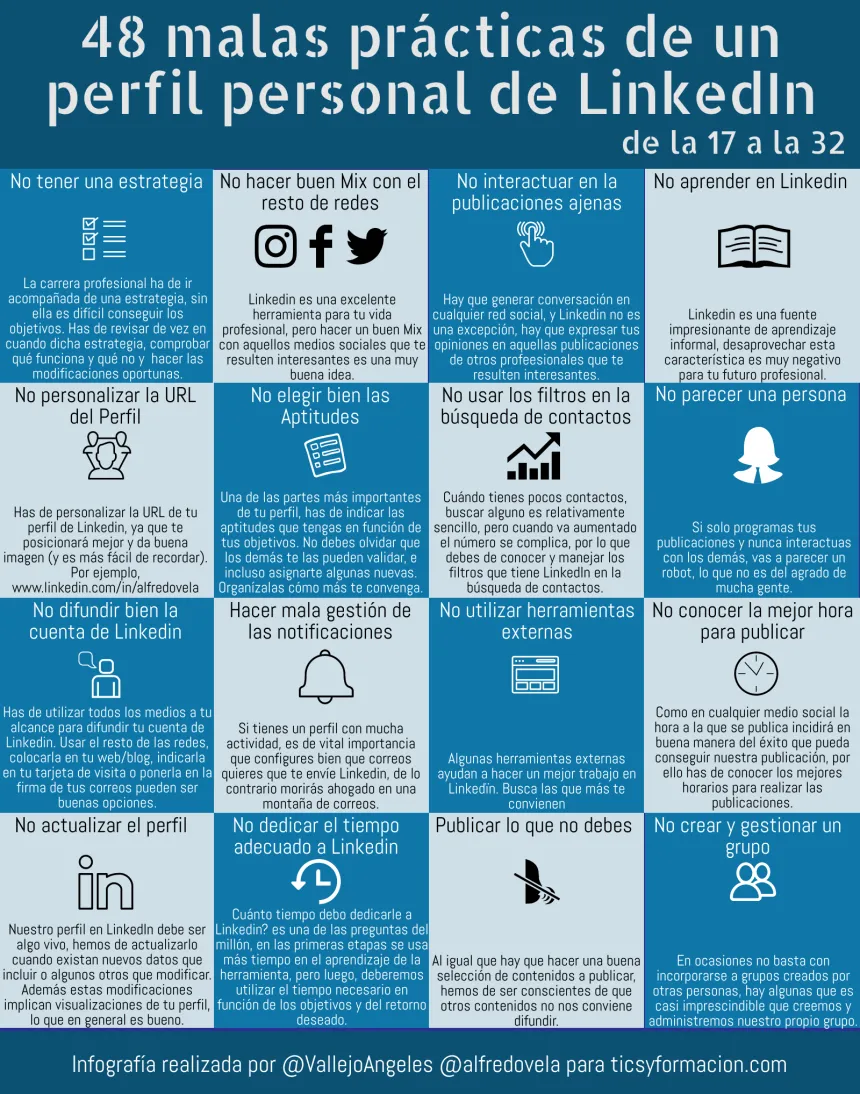 48 malas prácticas de un
perfil personal de LinkedIn
de la 17 a la 32
No tener una estrategia
La carrera profesional ha de ir
acompañada de una estrategia, sin
ella es difícil conseguir los
objetivos. Has de revisar de vez en
cuando dicha estrategia, comprobar
qué funciona y qué no y hacer las
modificaciones oportunas.
No hacer buen Mix con el
resto de redes
Linkedin es una excelente
herramienta para tu vida
profesional, pero hacer un buen Mix
con aquellos medios sociales que te
resulten interesantes es una muy
buena idea.
No interactuar en la
publicaciones ajenas
Hay que generar conversación en
cualquier red social, y Linkedin no es
una excepción, hay que expresar tus
opiniones en aquellas publicaciones
de otros profeesionales que te
resulten interesantes.
No aprender en Linkedin
Linkedin es una fuente
impresionante de aprendizaje
informal, desaprovechar esta
característica es muy negativo
para tu futuro profesional.
No personalizar la URL
del Perfil
Has de personalizar la URL de tu
perfil de Linkedin, ya que te
posicionará mejor y da buena
imagen (y es más fácil de recordar).
Por ejemplo,
www.linkedin.com/in/alfredovela
No elegir bien las
Aptitudes
Una de las partes más importantes
de tu perfil, has de indicar las
aptitudes que tengas en función de
tus objetivos. No debes olvidar que
los demás te las pueden validar, e
incluso asignarte algunas nuevas.
Organízalas cómo más te convenga.
No usar los filtros en la
búsqueda de contactos
Cuándo tienes pocos contactos,
buscar alguno es relativamente
sencillo, pero cuando va aumentado
el número se complica, por lo que
debes de conocer y manejar los
filtros que tiene LinkedIn en la
búsqueda de contactos.
No parecer una persona
Si solo programas tus
publicaciones y nunca interactuas
con los demás, vas a parecer un
robot, lo que no es del agrado de
mucha gente.
No difundir bien la
cuenta de Linkedin
Has de utilizar todos los medios a tu
alcance para difundir tu cuenta de
Linkedin. Usar el resto de las redes,
colocarla en tu web/blog, indicarla
en tu tarjeta de visita o ponerla en la
firma de tus correos pueden ser
buenas opciones.
Hacer mala gestión de
las notificaciones
Si tienes un perfil con mucha
actividad, es de vital importancia
que configures bien que correos
quieres que te envíe Linkedin, de lo
contrario morirás ahogado en una
montaña de correos.
No utilizar herramientas
externas
Algunas herramientas externas
ayudan a hacer un mejor trabajo en
Linkedin. Busca las que más te
convienen
No conocer la mejor hora
para publicar
Como en cualquier medio social la
hora a la que se publica incidirá en
buena manera del éxito que pueda
conseguir nuestra publicación, por
ello has de conocer los mejores
horarios para realizar las
publicaciones.
No actualizar el perfil
in
Nuestro perfil en LinkedIn debe ser
algo vivo, hemos de actualizarlo
cuando existan nuevos datos que
incluir o algunos otros que modificar.
Además estas modificaciones
implican visualizaciones de tu perfil,
lo que en general es bueno.
No dedicar el tiempo
adecuado a Linkedin
Cuánto tiempo debo dedicarle a
Linkedin? es una de las preguntas del
millón, en las primeras etapas se usa
más tiempo en el aprendizaje de la
herramienta, pero luego, deberemos
utilizar el tiempo necesario en
función de los objetivos y del retorno
deseado.
Publicar lo que no debes
Al igual que hay que hacer una buena
selección de contenidos a publicar,
hemos de ser conscientes de que
otros contenidos no nos conviene
difundir.
No crear y gestionar un
grupo
En ocasiones no basta con
incorporarse a grupos creados por
otras personas, hay algunas que es
casi imprescindible que creemos y
administremos nuestro propio grupo.
Infografía realizada por @VallejoAngeles @alfredovela para ticsyformacion.com